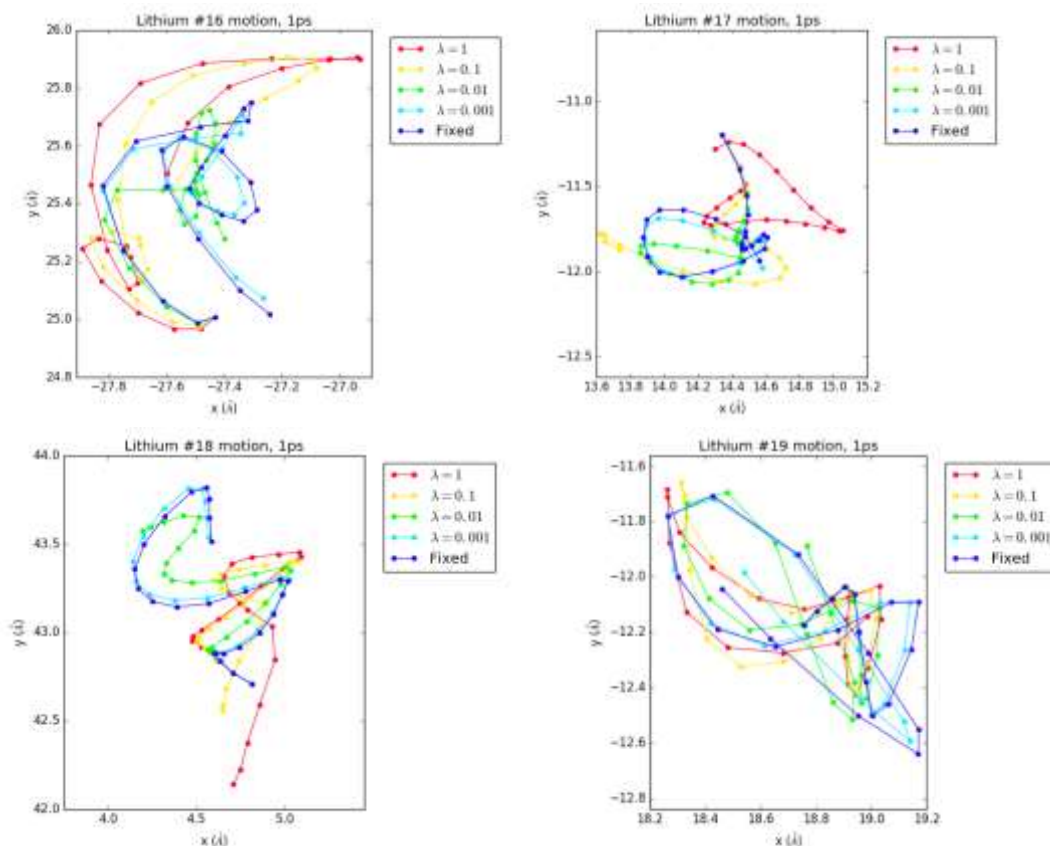 Lithium #16 motion, 1ps
26.0
25.8
25.6
25.4
25.2
25.0
24.8
y (Å)
−27.8
−27.6
−27.4
−27.2
−27.0
x (Å)
λ = 1
λ = 0.1
λ = 0.01
λ = 0.001
Fixed
Lithium #17 motion, 1ps
−11.0
−11.5
−12.0
−12.5
y (Å)
13.6 13.8 14.0 14.2 14.4 14.6 14.8 15.0 15.2
x (Å)
λ = 1
λ = 0.1
λ = 0.01
λ = 0.001
Fixed
Lithium #18 motion, 1ps
44.0
43.5
43.0
42.5
42.0
y (Å)
4.0
4.5
5.0
x (Å)
λ = 1
λ = 0.1
λ = 0.01
λ = 0.001
Fixed
Lithium #19 motion, 1ps
−11.6
−11.8
−12.0
−12.2
−12.4
−12.6
−12.8
y (Å)
18.2
18.4
18.6
18.8
19.0
19.2
x (Å)
λ = 1
λ = 0.1
λ = 0.01
λ = 0.001
Fixed